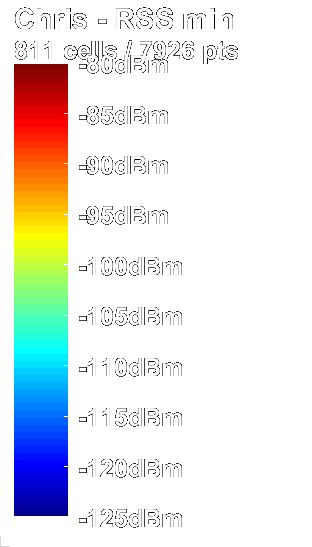 Chris - RSS min
811 cells / 7926 pts
-80dBm
-85dBm
-90dBm
-95dBm
-100dBm
-105dBm
-110dBm
-115dBm
-120dBm
-125dBm